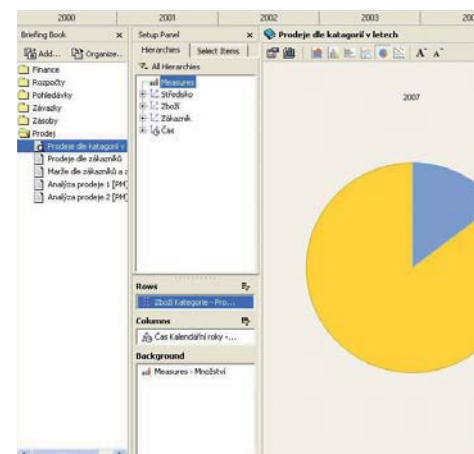 2000 2001 2002 2003
Briefing Book
Add... Organize..
Finance
Rozpočty
Pohledávky
Závazky
Zásoby
Prodej
Prodeje dle katagorií v
Prodeje dle zákazníků
Marže dle zákazníků a z
Analýza prodeje 1 [PM]
Analýza prodeje 2 [PM]
Setup Panel
Hierarchies Select Items
All Hierarchies
Measures
Středisko
Zboží
Zákazník
Čas
Rows
Zboží Kategorie - Pro...
Columns
Čas Kalendářní roky -...
Background
Measures - Množství
Prodeje dle katagorií v letech
A A
2007